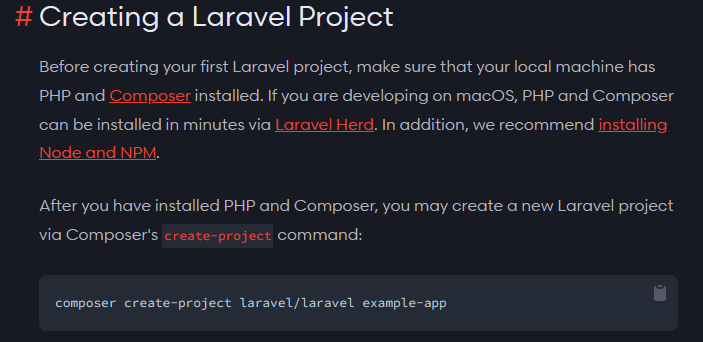 # Creating a Laravel Project
Before creating your first Laravel project, make sure that your local machine has
PHP and Composer installed. If you are developing on macOS, PHP and Composer
can be installed in minutes via Laravel Herd. In addition, we recommend installing
Node and NPM.
After you have installed PHP and Composer, you may create a new Laravel project
via Composer's create-project command:
composer create-project laravel/laravel example-app